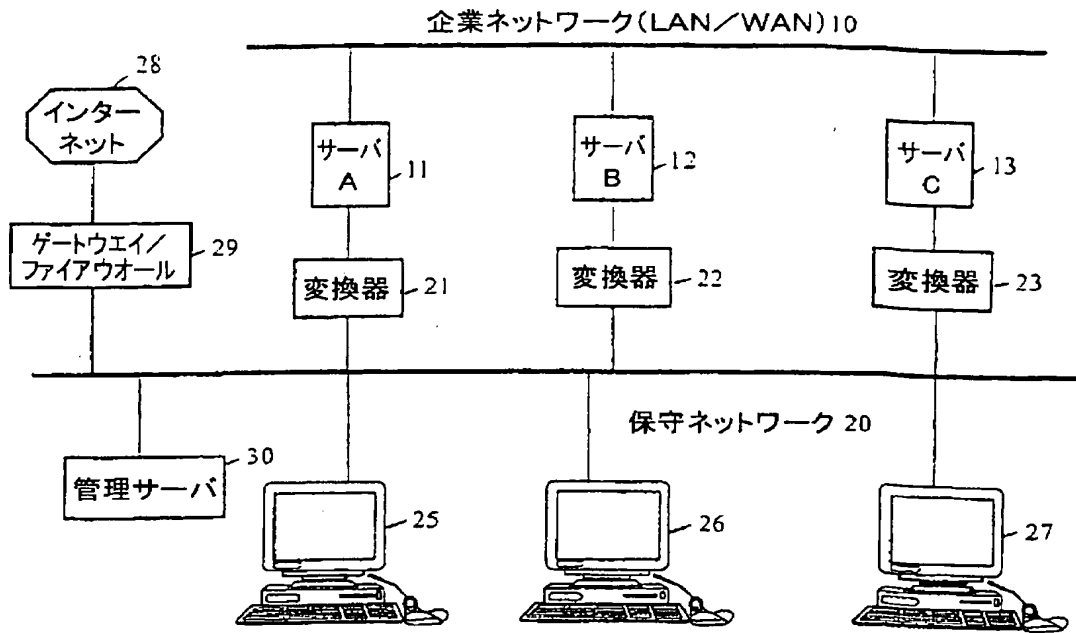 企業ネットワーク(LAN/WAN)10
28
インター
ネット
サーバ
A
11
サーバ
B
12
サーバ
C
13
ゲートウエイ/
ファイアウオール
29
変換器
21
変換器
22
変換器
23
保守ネットワーク 20
管理サーバ
30
25
26
27